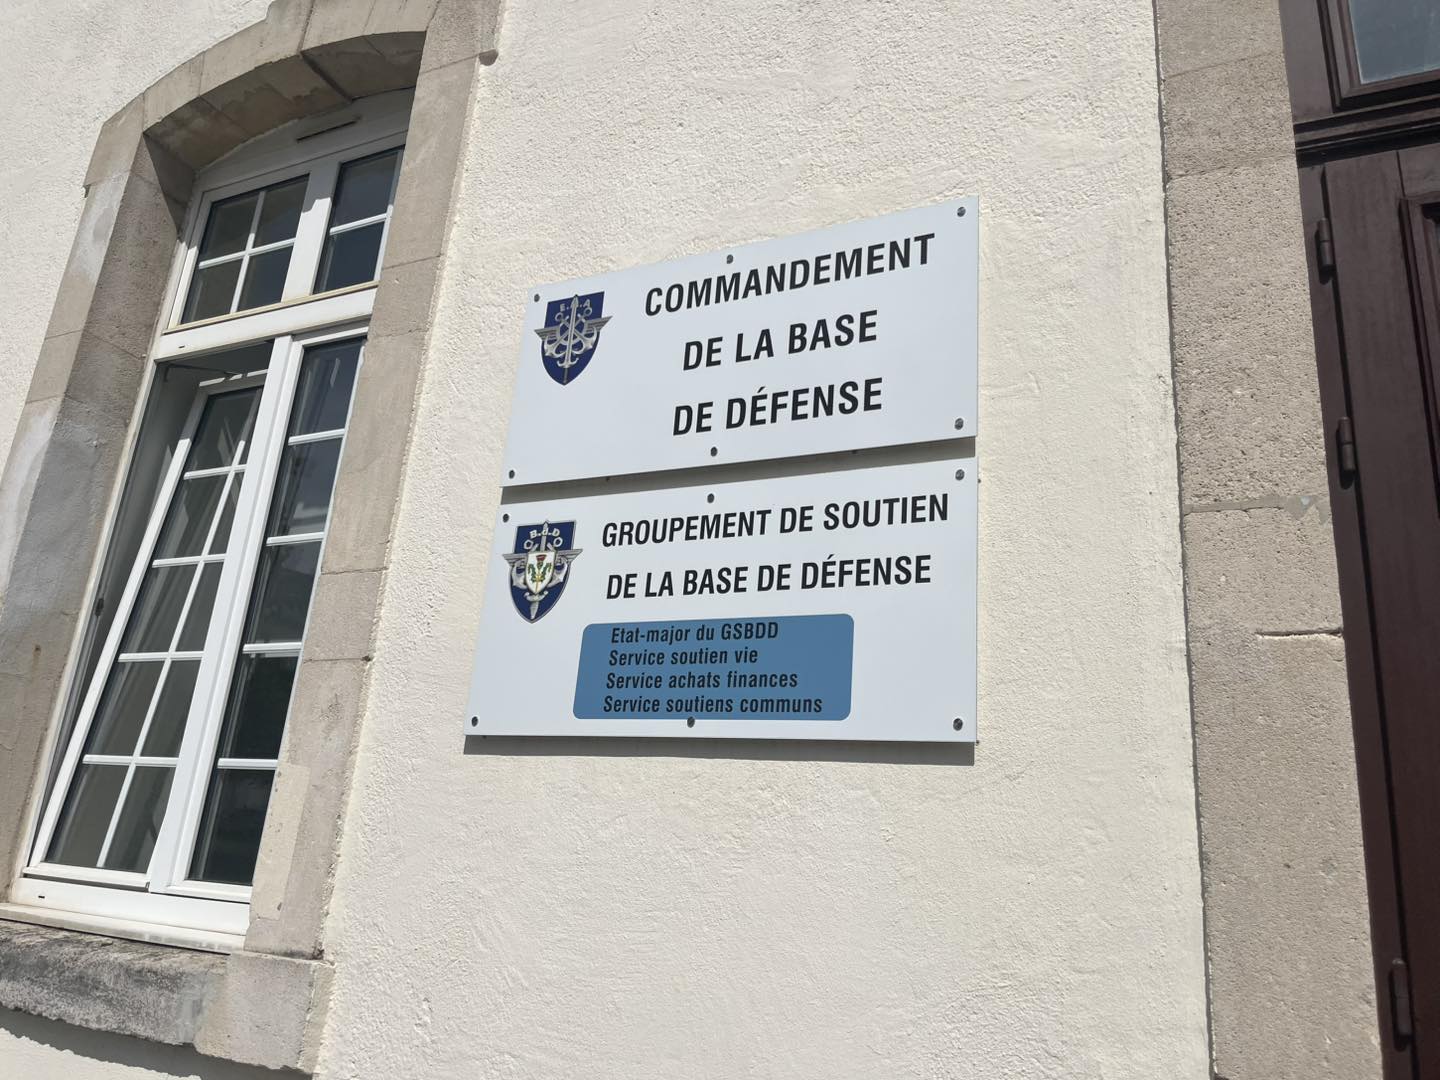 E.M.A
COMMANDEMENT
DE LA BASE
DE DÉFENSE
B.d.D
GROUPEMENT DE SOUTIEN
DE LA BASE DE DÉFENSE
Etat-major du GSBDD
Service soutien vie
Service achats finances
Service soutiens communs